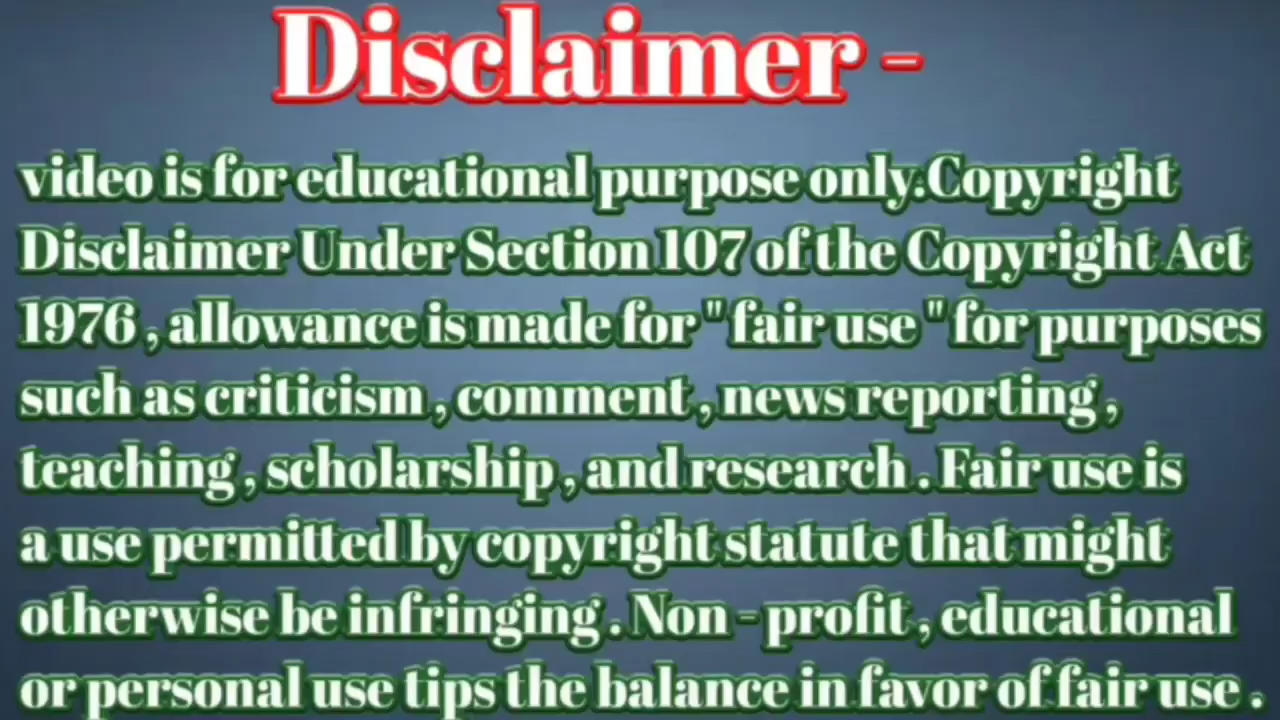 Disclaimer -
video is for educational purpose only.Copyright
Disclaimer Under Section 107 of the Copyright Act
1976 , allowance is made for "fair use " for purposes
such as criticism , comment , news reporting ,
teaching , scholarship , and research . Fair use is
a use permitted by copyright statute that might
otherwise be infringing . Non - profit , educational
or personal use tips the balance in favor of fair use .